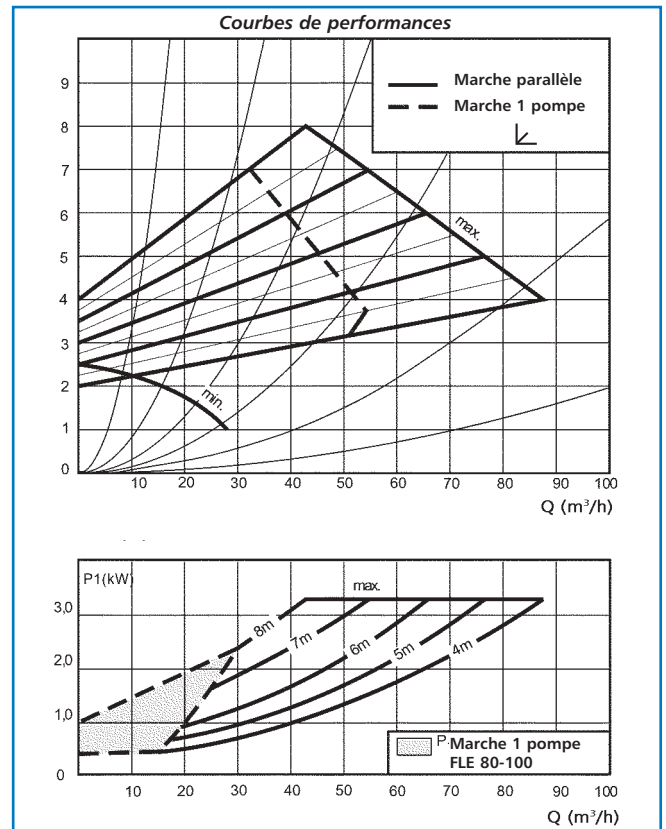 Courbes de performances
9
8
7
6
5
4
3
2
1
0
Marche parallèle
Marche 1 pompe
max.
min.
10 20 30 40 50 60 70 80 90 100
Q (m³/h)
P1(kW)
3,0
2,0
1,0
0
max.
8m
7m
6m
5m
4m
P Marche 1 pompe
FLE 80-100
10 20 30 40 50 60 70 80 90 100
Q (m³/h)